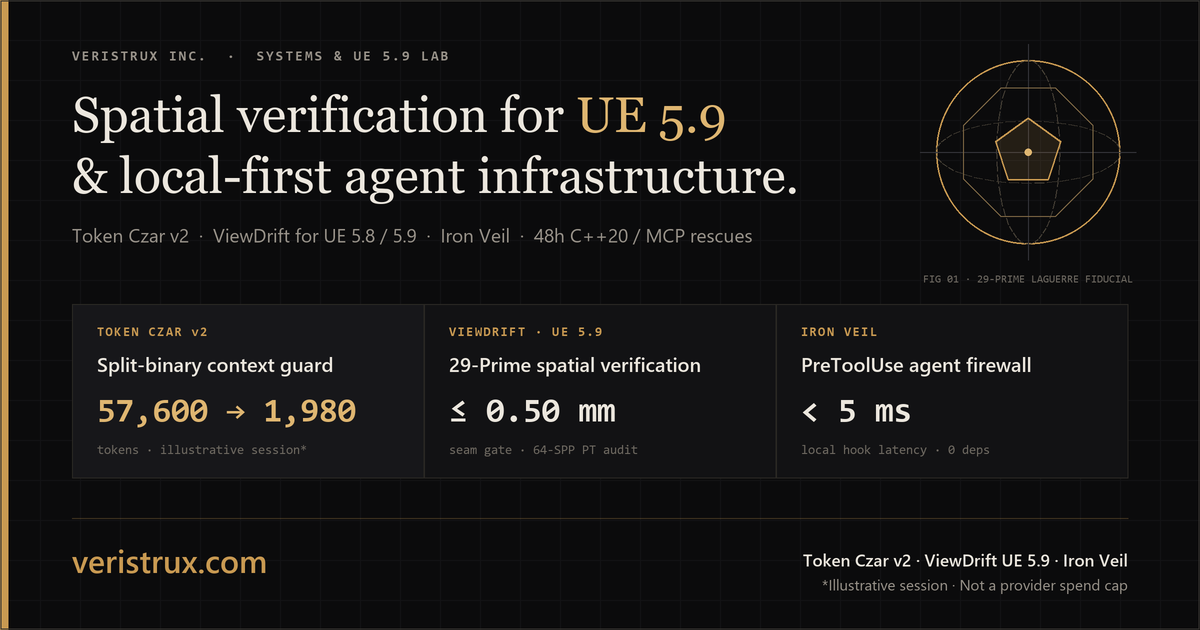 VERISTRUX INC. · SYSTEMS & UE 5.9 LAB
Spatial verification for UE 5.9
& local-first agent infrastructure.
Token Czar v2 · ViewDrift for UE 5.8 / 5.9 · Iron Veil · 48h C++20 / MCP rescues
FIG 01 · 29-PRIME LAGUERRE FIDUCIAL
TOKEN CZAR v2
Split-binary context guard
57,600 → 1,980
tokens · illustrative session*
VIEWDRIFT · UE 5.9
29-Prime spatial verification
≤ 0.50 mm
seam gate · 64-SPP PT audit
IRON VEIL
PreToolUse agent firewall
< 5 ms
local hook latency · 0 deps
veristrux.com
Token Czar v2 · ViewDrift UE 5.9 · Iron Veil
*Illustrative session · Not a provider spend cap